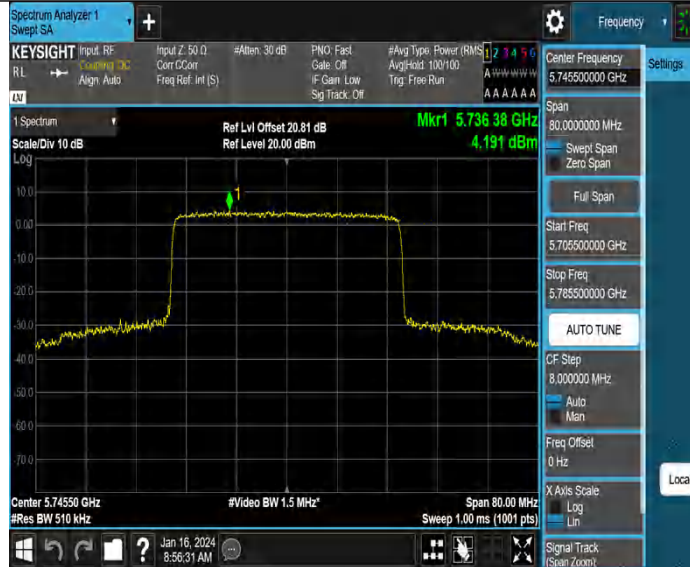 Spectrum Analyzer 1
Swept SA
+
Frequency
KEYSIGHT
RL
Input: RF
Coupling: DC
Align: Auto
Input Z: 50 Ω
Corr CCorr
Freq Ref: Int (S)
#Atten: 30 dB
PNO: Fast
Gate: Off
IF Gain: Low
Sig Track: Off
#Avg Type: Power (RMS
Avg|Hold: 100/100
Trig: Free Run
1 2 3 4 5 6
A W W W W W
A A A A A A
LXI
1 Spectrum
Scale/Div 10 dB
Log
Ref Lvl Offset 20.81 dB
Ref Level 20.00 dBm
Mkr1 5.736 38 GHz
4.191 dBm
1
10.0
0.00
-10.0
-20.0
-30.0
-40.0
-50.0
-60.0
-70.0
Center 5.74550 GHz
#Res BW 510 kHz
#Video BW 1.5 MHz*
Span 80.00 MHz
Sweep 1.00 ms (1001 pts)
?
Jan 16, 2024
8:56:31 AM
Center Frequency
5.745500000 GHz
Settings
Span
80.0000000 MHz
Swept Span
Zero Span
Full Span
Start Freq
5.705500000 GHz
Stop Freq
5.785500000 GHz
AUTO TUNE
CF Step
8.000000 MHz
Auto
Man
Freq Offset
0 Hz
X Axis Scale
Log
Lin
Loca
Signal Track
(Span Zoom)